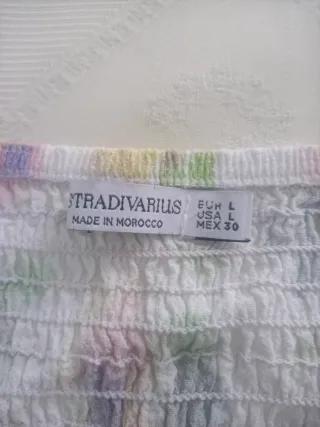 STRADIVARIUS
MADE IN MOROCCO
EUR L
USA L
MEX 30